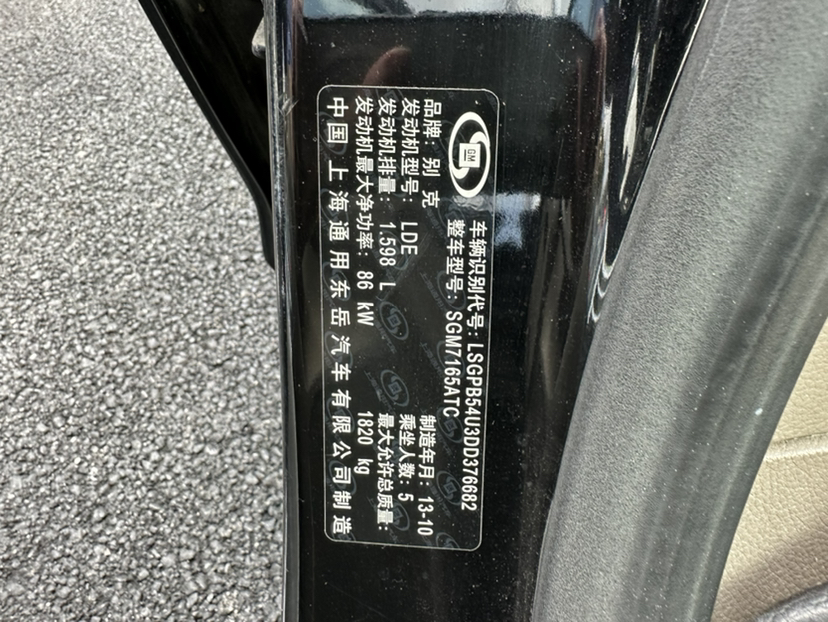 GM
车辆识别代号: LSGPB54U3DD376682
整车型号: SGM7165ATC
品牌: 别 克
制造年月: 13-10
发动机型号: LDE
乘坐人数: 5
发动机排量: 1.598 L
最大允许总质量:
发动机最大净功率: 86 kW
1820 kg
中国 上海通用东岳汽车有限公司制造